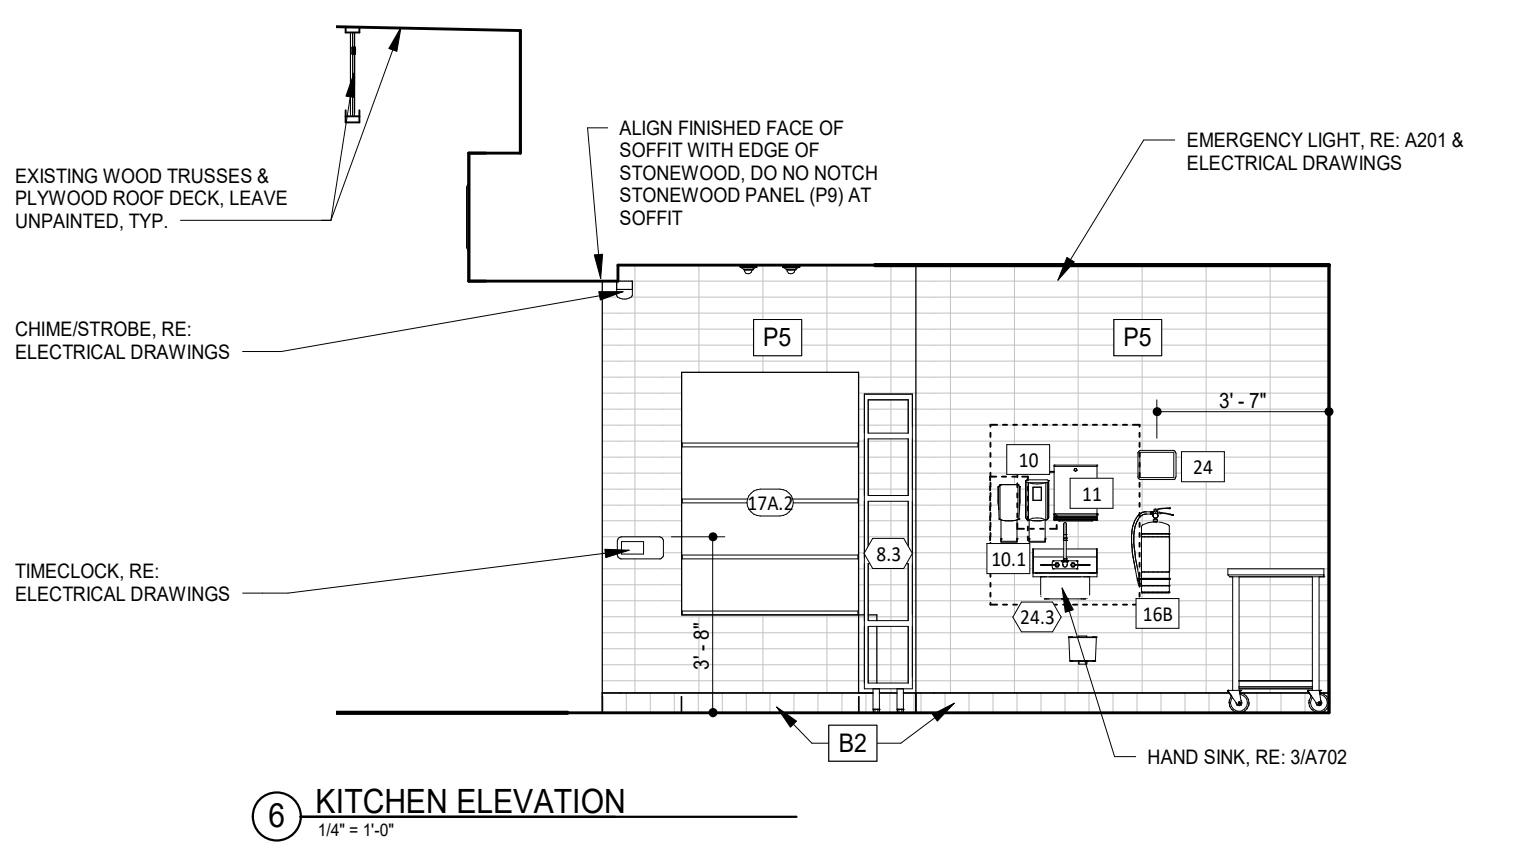 ALIGN FINISHED FACE OF
SOFFIT WITH EDGE OF
STONEWOOD, DO NO NOTCH
STONEWOOD PANEL (P9) AT
SOFFIT
EMERGENCY LIGHT, RE: A201 &
ELECTRICAL DRAWINGS
EXISTING WOOD TRUSSES &
PLYWOOD ROOF DECK, LEAVE
UNPAINTED, TYP.
CHIME/STROBE, RE:
ELECTRICAL DRAWINGS
P5
P5
3' - 7"
10
24
11
17A.2
8.3
10.1
TIMECLOCK, RE:
ELECTRICAL DRAWINGS
24.3
16B
3' - 8"
B2
HAND SINK, RE: 3/A702
6
KITCHEN ELEVATION
1/4" = 1'-0"